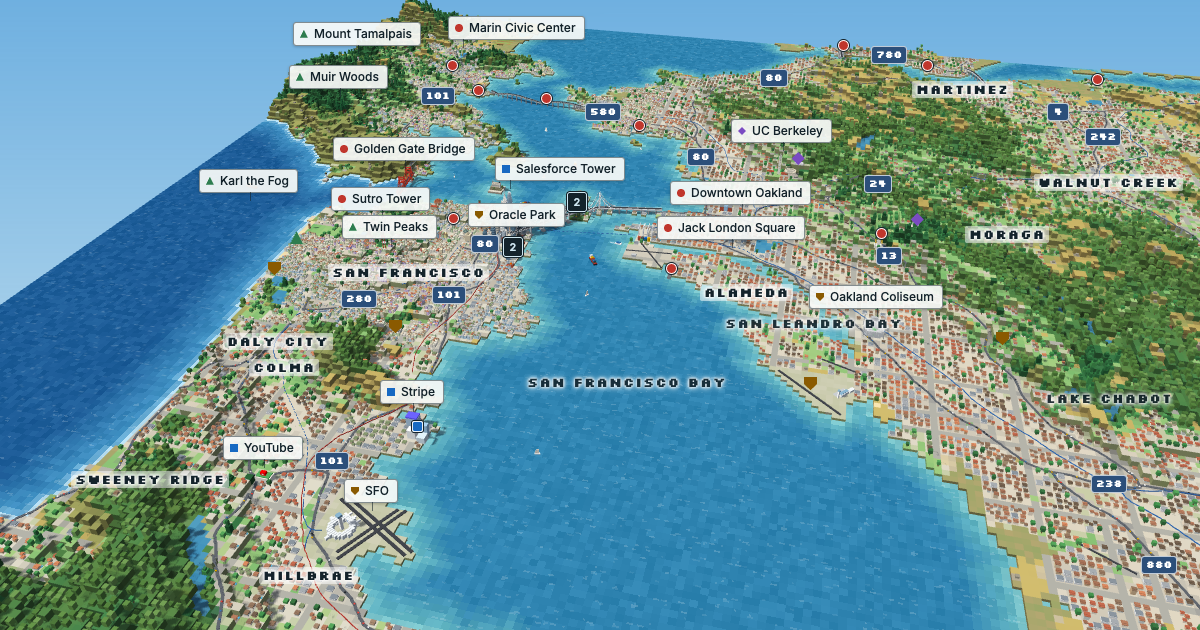 Marin Civic Center
Mount Tamalpais
780
Muir Woods
80
MARTINEZ
101
580
4
UC Berkeley
242
Golden Gate Bridge
80
Salesforce Tower
Karl the Fog
24
WALNUT CREEK
Sutro Tower
Downtown Oakland
2
Oracle Park
Twin Peaks
Jack London Square
MORAGA
80
2
13
SAN FRANCISCO
280
101
ALAMEDA
Oakland Coliseum
SAN LEANDRO BAY
DALY CITY
COLMA
SAN FRANCISCO BAY
Stripe
LAKE CHABOT
YouTube
101
SWEENEY RIDGE
238
SFO
880
MILLBRAE